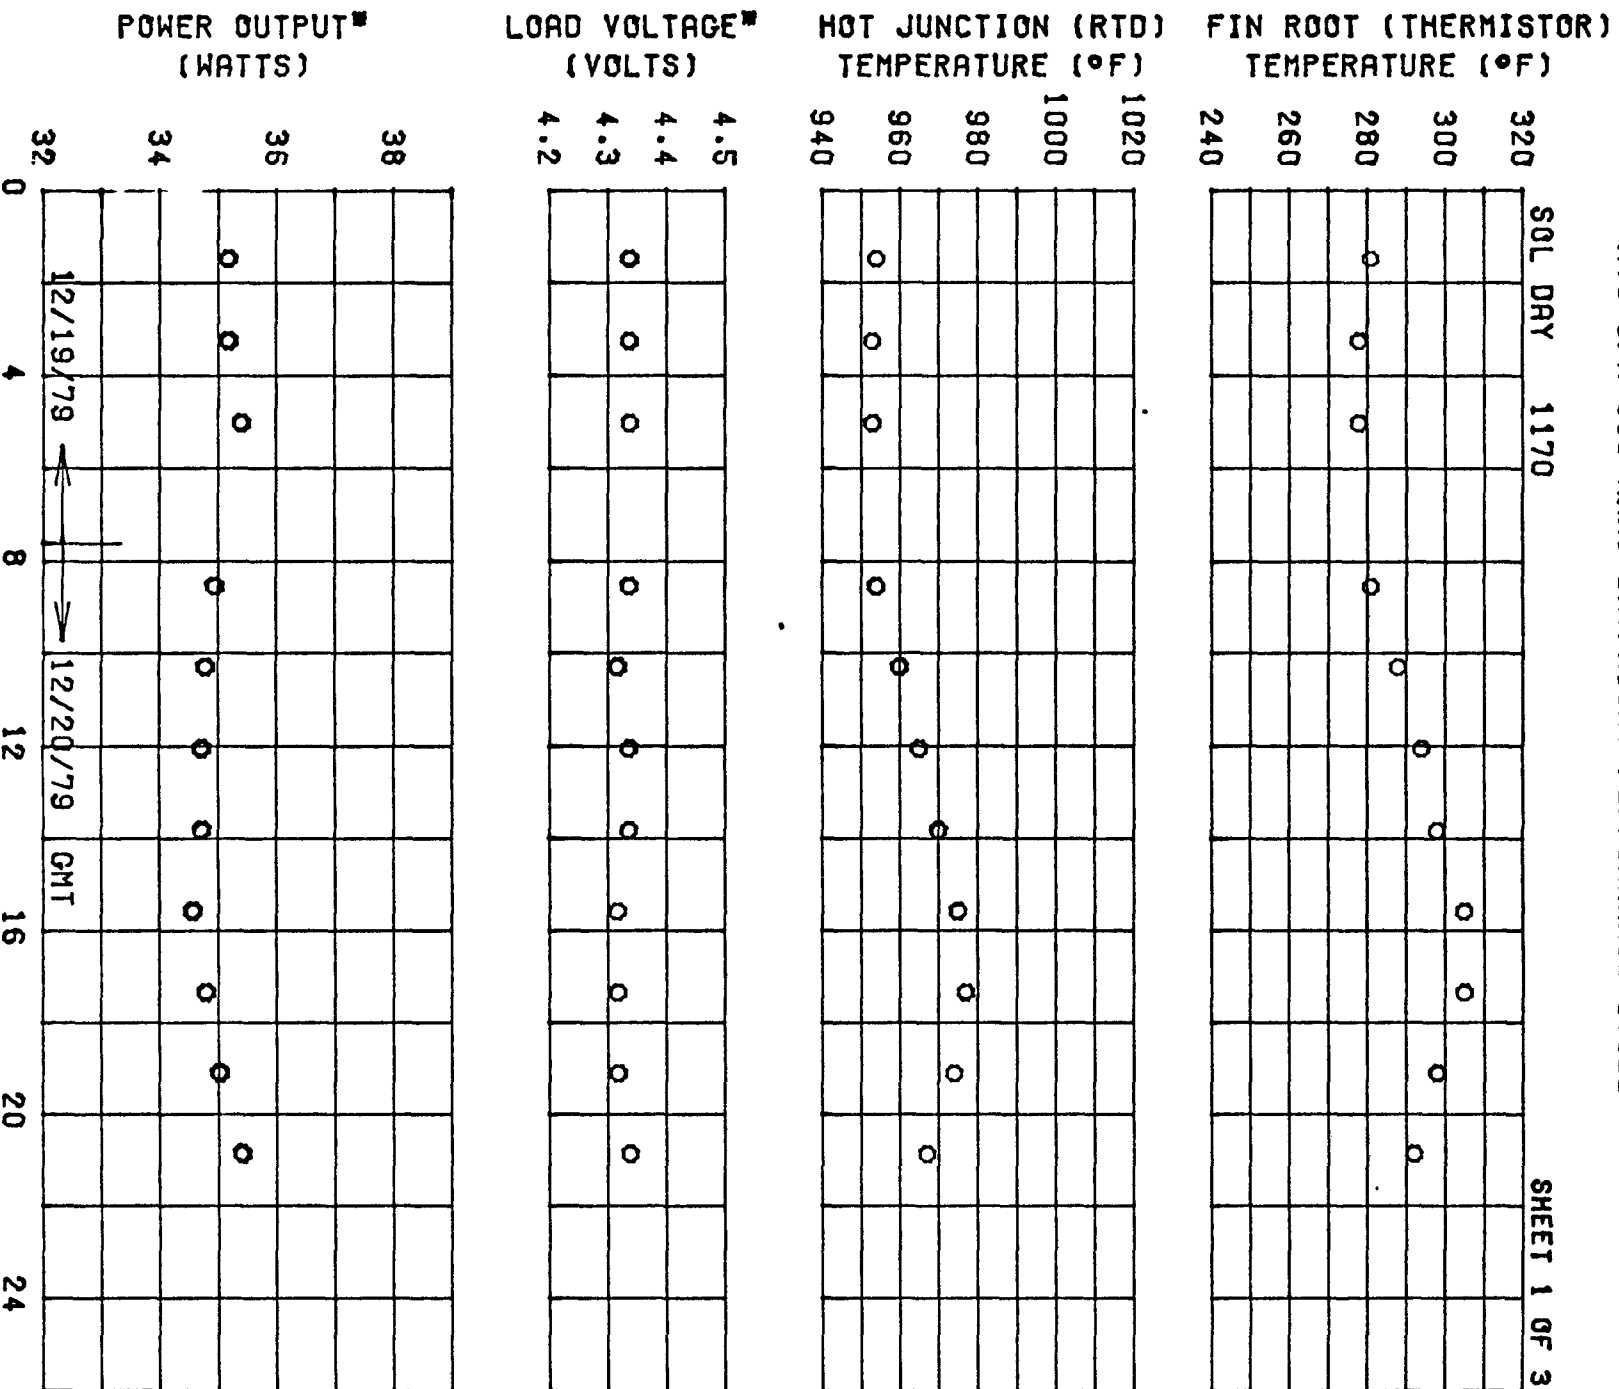 POWER OUTPUT*
(WATTS)
LOAD VOLTAGE*
(VOLTS)
HOT JUNCTION (RTD)
TEMPERATURE (°F)
FIN ROOT (THERMISTOR)
TEMPERATURE (°F)
32 34 36 38
4.2 4.3 4.4 4.5
940 960 980 1000 1020
240 260 280 300 320
SOL DAY 1170
SHEET 1 OF 3
0 4 8 12 16 20 24
12/19/79
12/20/79 GMT